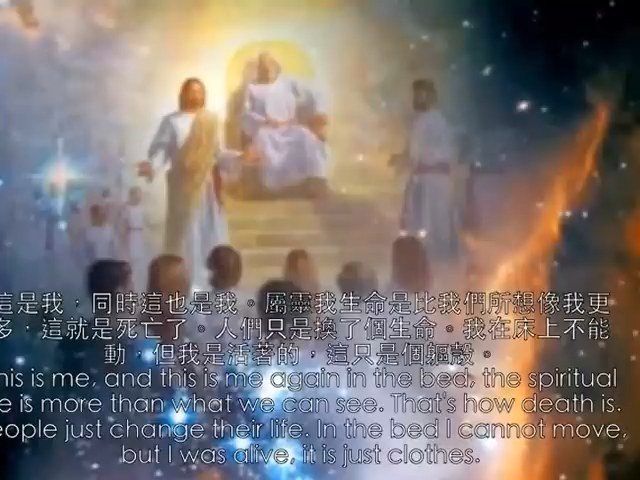 這是我，同時這也是我。屬靈我生命是比我們所想像我更
多，這就是死亡了。人們只是換了個生命。我在床上不能
動，但我是活著的，這只是個軀殼。
his is me, and this is me again in the bed, the spiritual
e is more than what we can see. That's how death is.
eople just change their life. In the bed I cannot move,
but I was alive, it is just clothes.